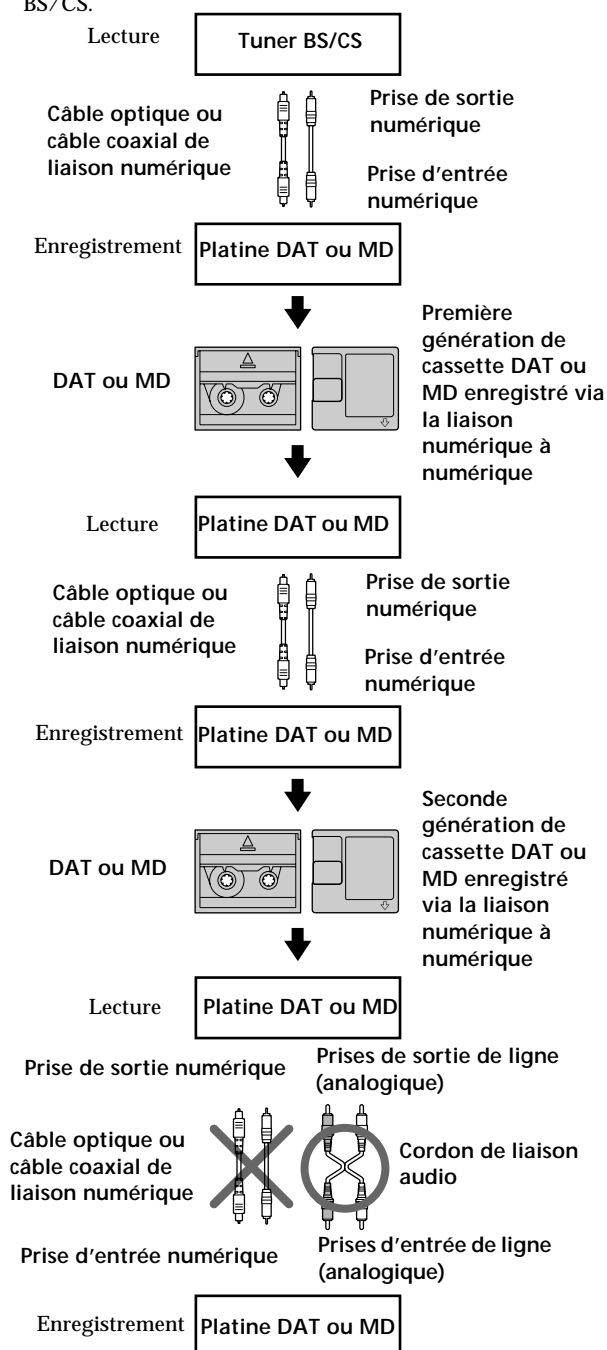 BS/CS.
Lecture
Tuner BS/CS
Câble optique ou
câble coaxial de
liaison numérique
Prise de sortie
numérique
Prise d'entrée
numérique
Enregistrement
Platine DAT ou MD
DAT ou MD
Première
génération de
cassette DAT ou
MD enregistré via
la liaison
numérique à
numérique
Lecture
Platine DAT ou MD
Câble optique ou
câble coaxial de
liaison numérique
Prise de sortie
numérique
Prise d'entrée
numérique
Enregistrement
Platine DAT ou MD
DAT ou MD
Seconde
génération de
cassette DAT ou
MD enregistré
via la liaison
numérique à
numérique
Lecture
Platine DAT ou MD
Prise de sortie numérique
Prises de sortie de ligne
(analogique)
Câble optique ou
câble coaxial de
liaison numérique
Cordon de liaison
audio
Prise d'entrée numérique
Prises d'entrée de ligne
(analogique)
Enregistrement
Platine DAT ou MD